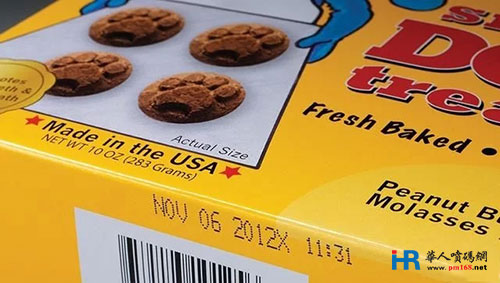 Actual Size
Made in the USA
NET WT 10 OZ (283 Grams)
Fresh Baked •
Peanut
Molasses
NOV 06 2012X 11:31
HR 華人噴碼網
www.pm168.net